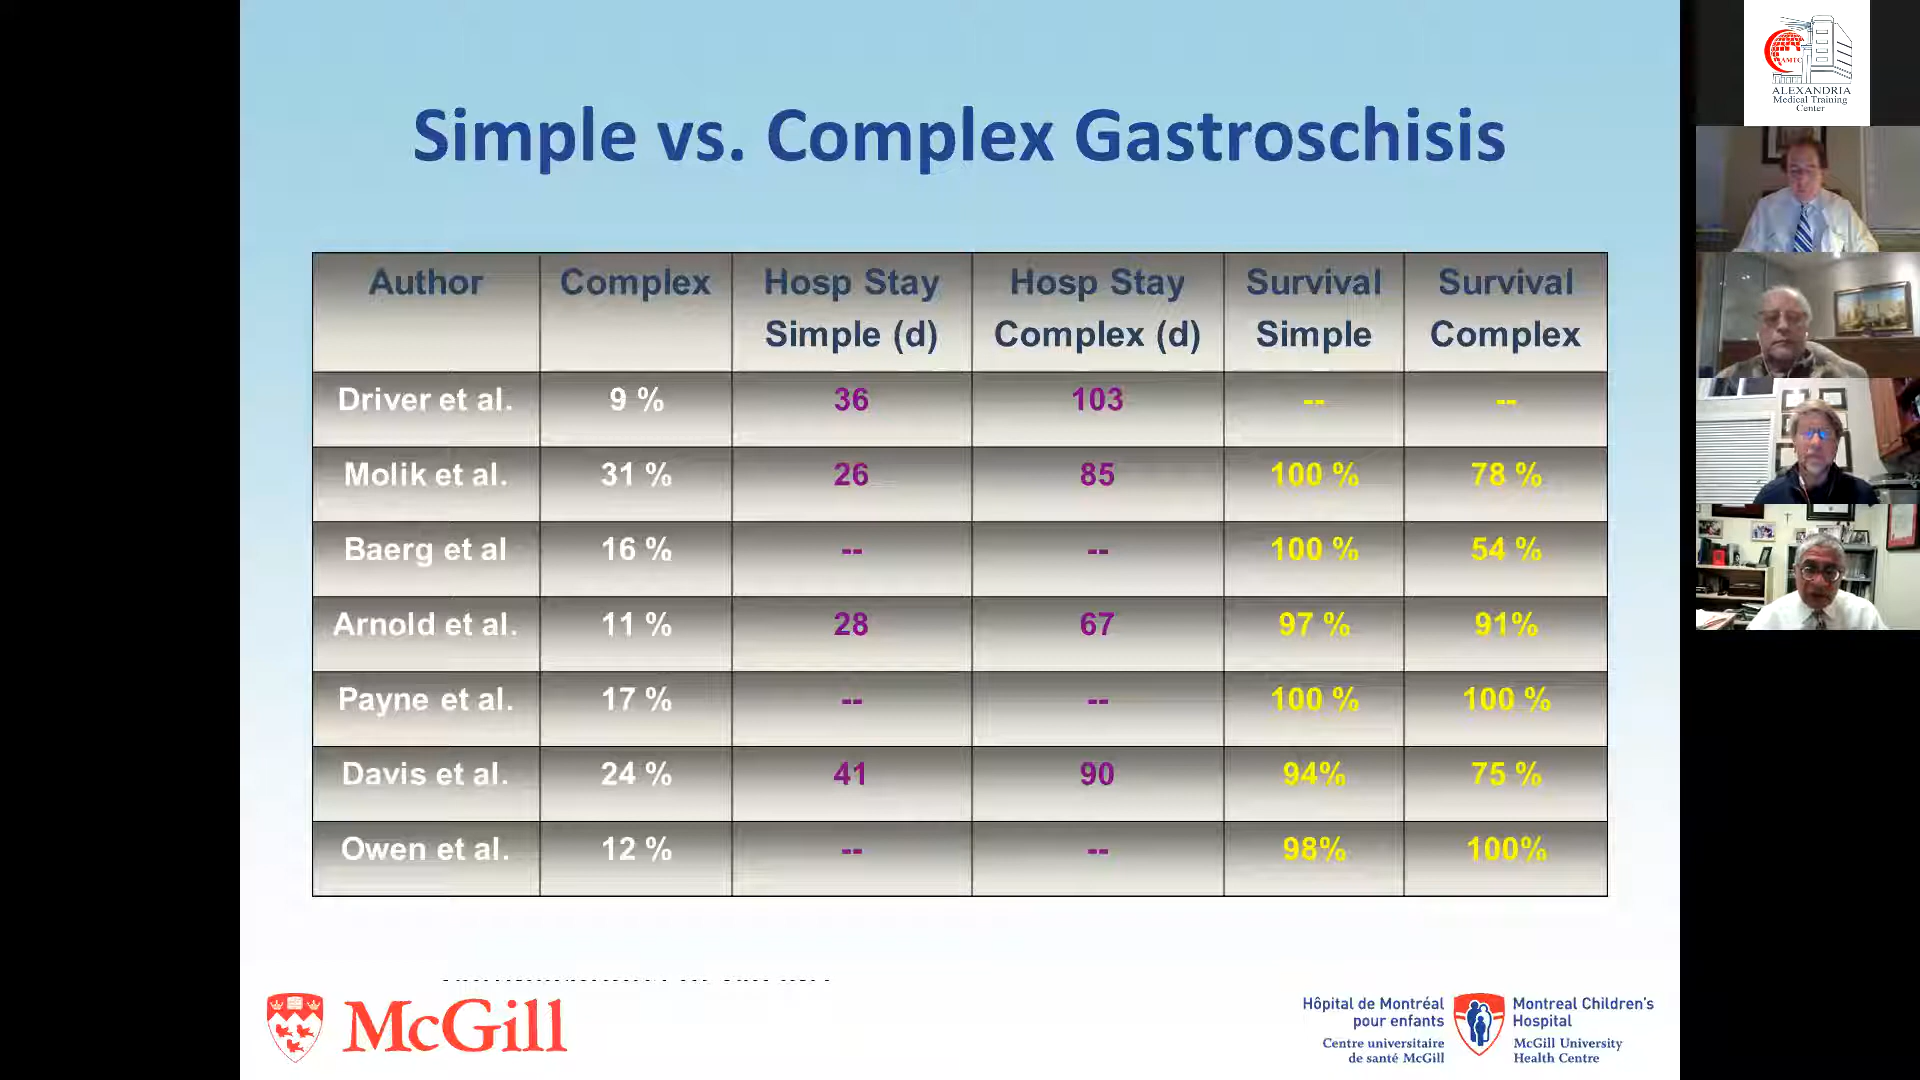 Simple vs. Complex Gastroschisis
Author Complex Hosp Stay Simple (d) Hosp Stay Complex (d) Survival Simple Survival Complex
Driver et al. 9 % 36 103 -- --
Molik et al. 31 % 26 85 100 % 78 %
Baerg et al 16 % -- -- 100 % 54 %
Arnold et al. 11 % 28 67 97 % 91%
Payne et al. 17 % -- -- 100 % 100 %
Davis et al. 24 % 41 90 94% 75 %
Owen et al. 12 % -- -- 98% 100%
McGill
Hôpital de Montréal
pour enfants
Centre universitaire
de santé McGill
Montreal Children's
Hospital
McGill University
Health Centre
AMTC
ALEXANDRIA
Medical Training
Center